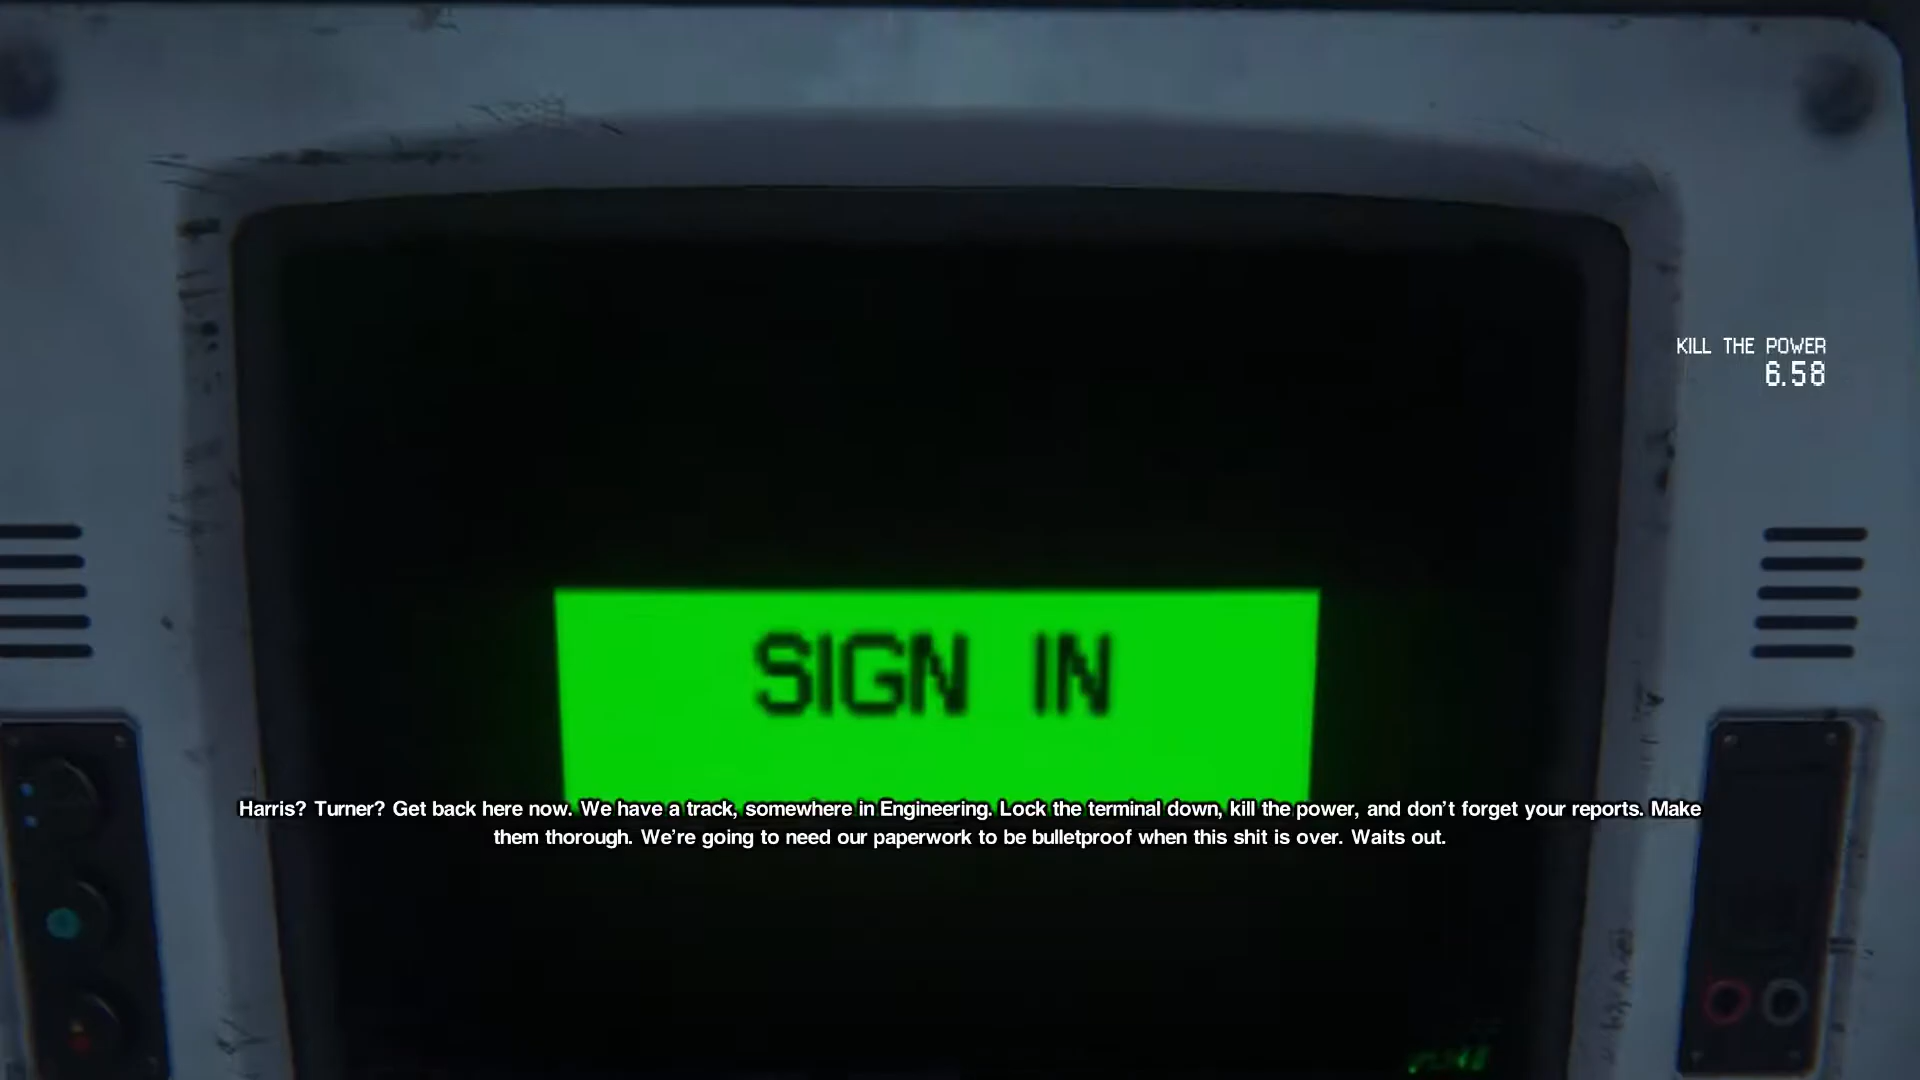 KILL THE POWER
6.58
SIGN IN
Harris? Turner? Get back here now. We have a track, somewhere in Engineering. Lock the terminal down, kill the power, and don’t forget your reports. Make
them thorough. We’re going to need our paperwork to be bulletproof when this shit is over. Waits out.